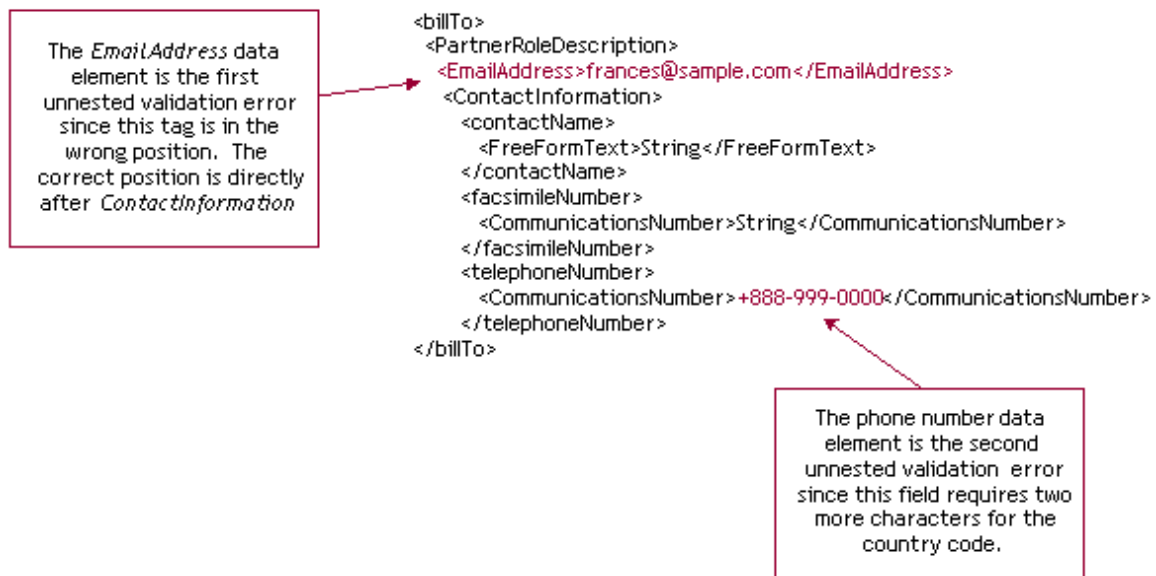 The EmailAddress data
element is the first
unnested validation error
since this tag is in the
wrong position. The
correct position is directly
after ContactInformation
<billTo>
<PartnerRoleDescription>
<EmailAddress>frances@sample.com</EmailAddress>
<ContactInformation>
<contactName>
<FreeFormText>String</FreeFormText>
</contactName>
<facsimileNumber>
<CommunicationsNumber>String</CommunicationsNumber>
</facsimileNumber>
<telephoneNumber>
<CommunicationsNumber>+888-999-0000</CommunicationsNumber>
</telephoneNumber>
</billTo>
The phone number data
element is the second
unnested validation error
since this field requires two
more characters for the
country code.